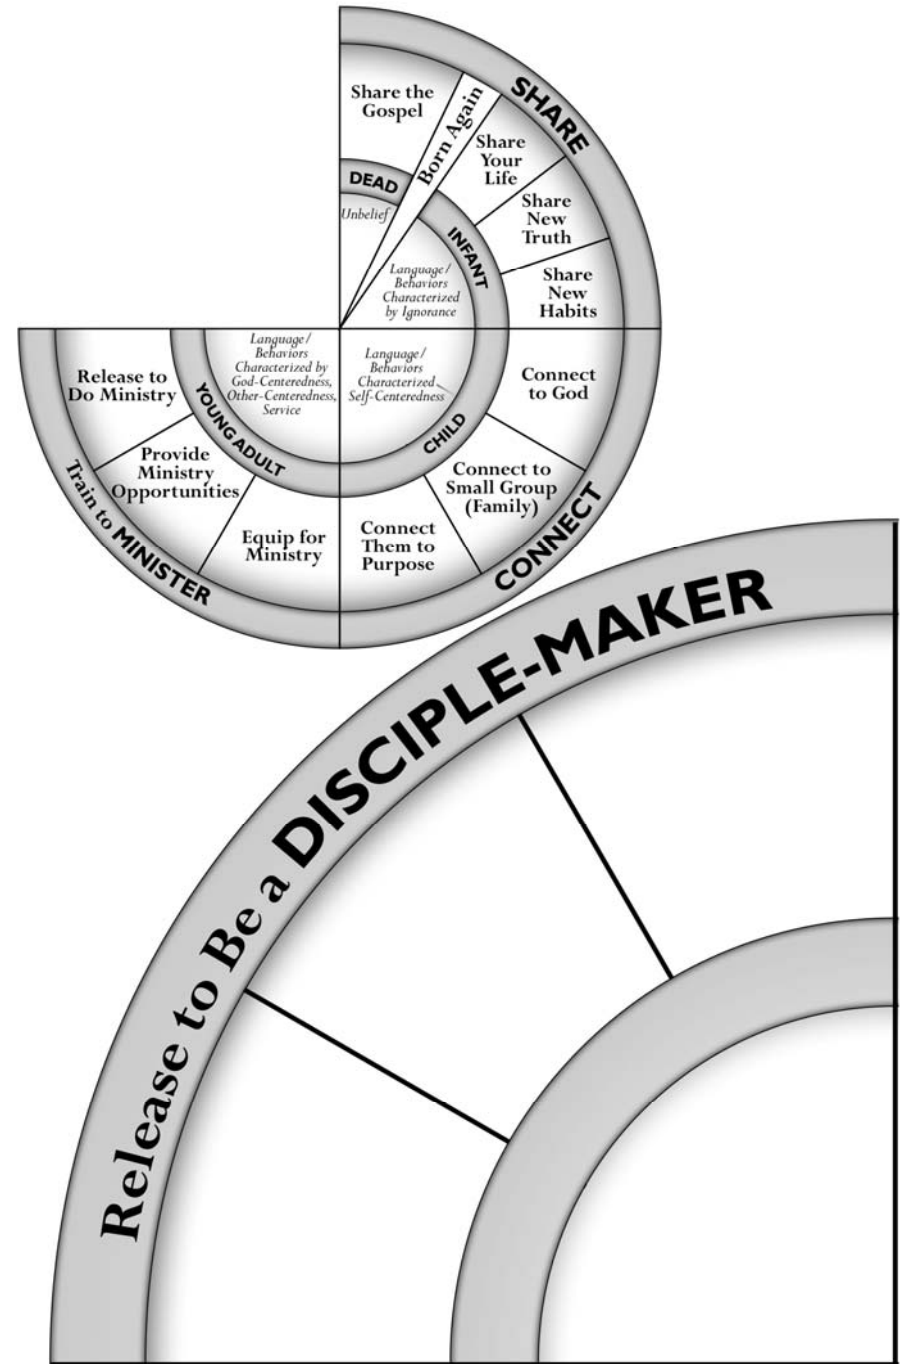 SHARE
Share the
Gospel
Born Again
Share
Your
Life
Share
New
Truth
Share
New
Habits
DEAD
Unbelief
INFANT
Language/
Behaviors
Characterized
by Ignorance
Language/
Behaviors
Characterized by
God-Centeredness,
Other-Centeredness,
Service
Language/
Behaviors
Characterized
Self-Centeredness
CHILD
YOUNG ADULT
Connect
to God
Connect to
Small Group
(Family)
Connect
Them to
Purpose
CONNECT
Release to
Do Ministry
Provide
Ministry
Opportunities
Equip for
Ministry
Train to MINISTER
Release to Be a DISCIPLE-MAKER